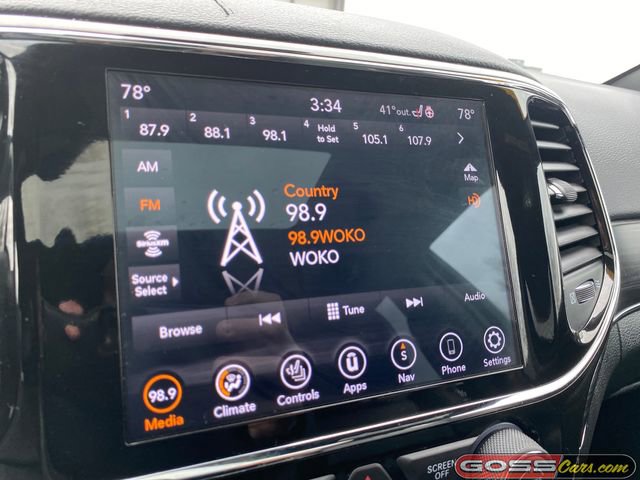 78°
3:34
41°out.
78°
1 87.9
2 88.1
3 98.1
4 Hold to Set
5 105.1
6 107.9
AM
FM
SiriusXM
Source
Select
Country
98.9
98.9WOKO
WOKO
Map
HD
Browse
Tune
Audio
98.9
Media
Climate
Controls
Apps
S
Nav
Phone
Settings
SCREEN
OFF
GOSSCars.com